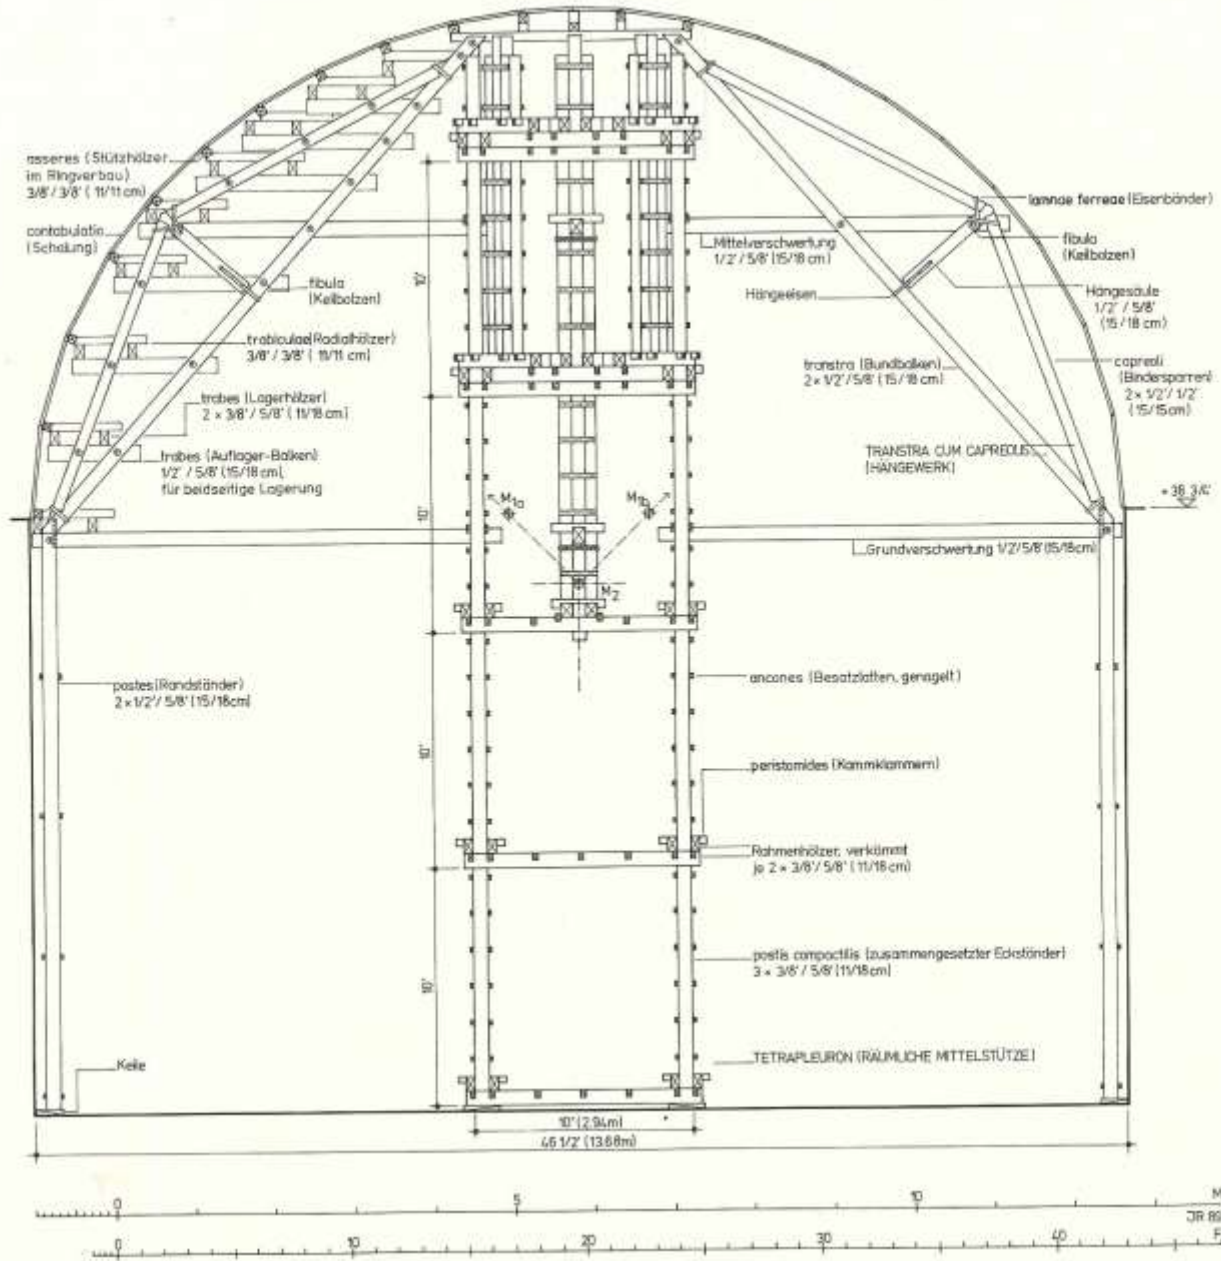 asseres (Stützhölzer
im Ringverbau)
3/8' / 3/8' (11/11 cm)
contabulatio
(Schalung)
fibula
(Keilbolzen)
trabiculae (Radialhölzer)
3/8' / 3/8' (11/11 cm)
trabes (Lagerhölzer)
2 × 3/8' / 5/8' (11/18 cm)
trabes (Auflager-Balken)
1/2' / 5/8' (15/18 cm),
für beidseitige Lagerung
postes (Randständer)
2 × 1/2' / 5/8' (15/18cm)
Keile
10'
10'
10'
10'
M1a
M1b
M2
Mittelverschwertung
1/2' / 5/8' (15/18 cm)
Hängeeisen
lamnae ferreae (Eisenbänder)
fibula
(Keilbolzen)
Hängesäule
1/2' / 5/8'
(15/18 cm)
transtra (Bundbalken)
2 × 1/2' / 5/8' (15/18 cm)
capreoli
(Bindersparren)
2 × 1/2' / 1/2'
(15/15cm)
TRANSTRA CUM CAPREOLIS
(HÄNGEWERK)
+ 38 3/4'
Grundverschwertung 1/2' / 5/8' (15/18cm)
ancones (Besatzlatten, genagelt)
peristomides (Kammklammern)
Rahmenhölzer, verkämmt
je 2 × 3/8' / 5/8' (11/18 cm)
postis compactilis (zusammengesetzter Eckständer)
3 × 3/8' / 5/8' (11/18 cm)
TETRAPLEURON (RÄUMLICHE MITTELSTÜTZE)
10' (2.94m)
46 1/2' (13.68m)
0 5 10 M
JR 89
0 10 20 30 40 F